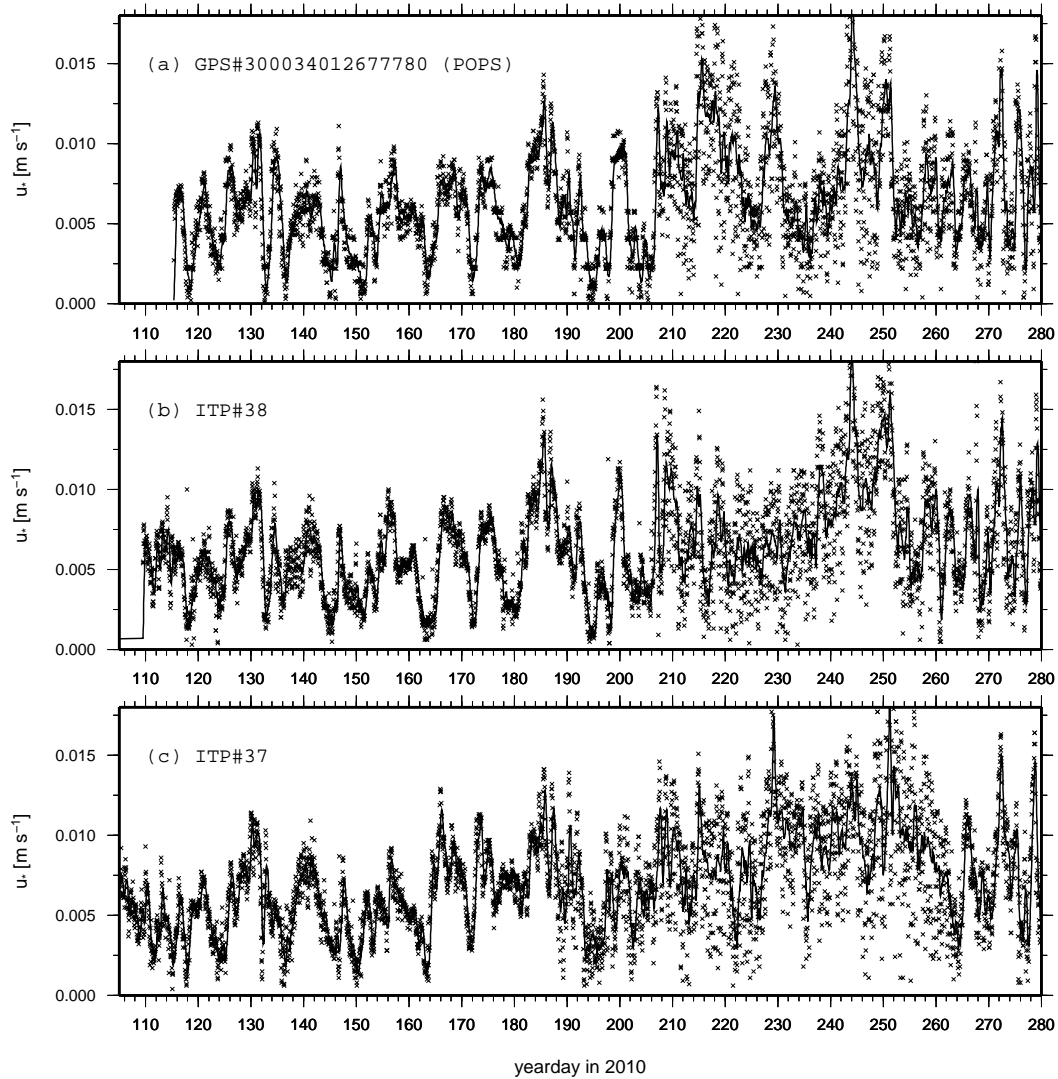 0.015
0.010
0.005
0.000
u* [m s⁻¹]
(a) GPS#300034012677780 (POPS)
110 120 130 140 150 160 170 180 190 200 210 220 230 240 250 260 270 280
0.015
0.010
0.005
0.000
u* [m s⁻¹]
(b) ITP#38
110 120 130 140 150 160 170 180 190 200 210 220 230 240 250 260 270 280
0.015
0.010
0.005
0.000
u* [m s⁻¹]
(c) ITP#37
110 120 130 140 150 160 170 180 190 200 210 220 230 240 250 260 270 280
yearday in 2010